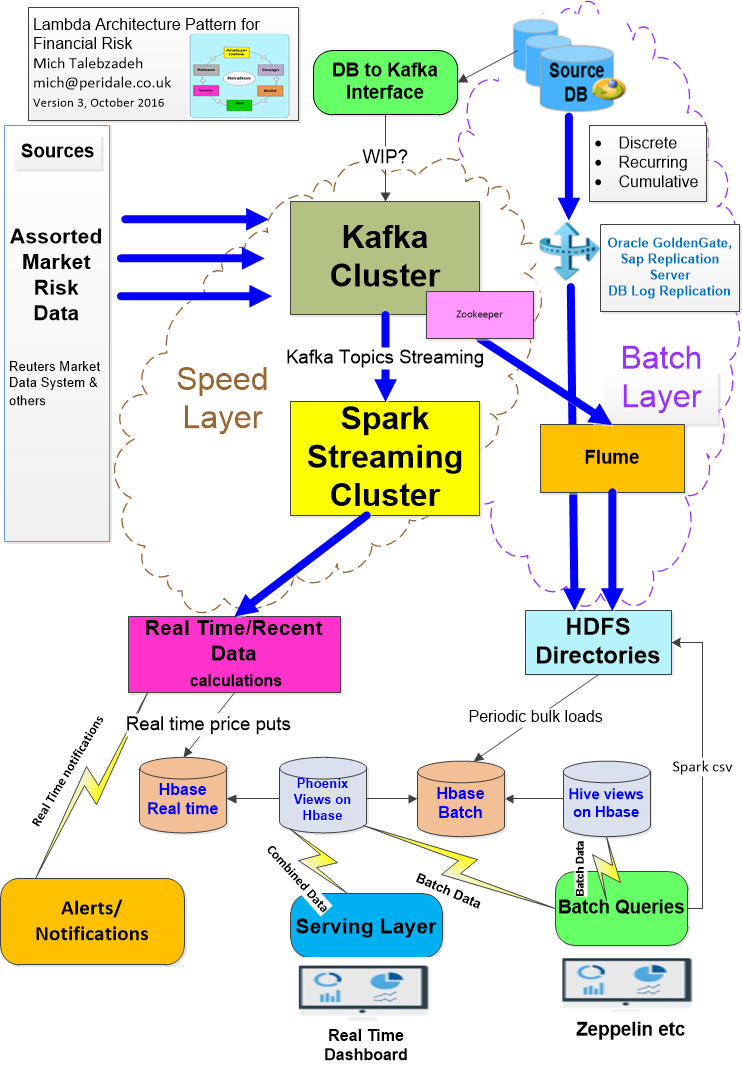 Lambda Architecture Pattern for
Financial Risk
Mich Talebzadeh
mich@peridale.co.uk
Version 3, October 2016
Analyzer
Define
Release
Design
Iteration
Verify
Build
Test
DB to Kafka
Interface
Source
DB
Discrete
Recurring
Cumulative
WIP?
Sources
Assorted
Market
Risk
Data
Reuters Market
Data System &
others
Kafka
Cluster
Zookeeper
Oracle GoldenGate,
Sap Replication
Server
DB Log Replication
Kafka Topics Streaming
Speed
Layer
Batch
Layer
Spark
Streaming
Cluster
Flume
Real Time/Recent
Data
calculations
HDFS
Directories
Real time price puts
Periodic bulk loads
Real Time notifications
Spark csv
Hbase
Real time
Phoenix
Views on
Hbase
Hbase
Batch
Hive views
on Hbase
Combined Data
Batch Data
Batch Data
Alerts/
Notifications
Serving Layer
Batch Queries
Real Time
Dashboard
Zeppelin etc